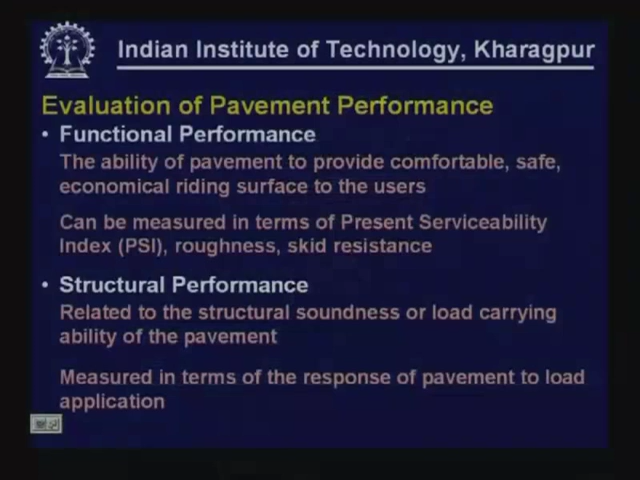 Indian Institute of Technology, Kharagpur
Evaluation of Pavement Performance
• Functional Performance
The ability of pavement to provide comfortable, safe,
economical riding surface to the users
Can be measured in terms of Present Serviceability
Index (PSI), roughness, skid resistance
• Structural Performance
Related to the structural soundness or load carrying
ability of the pavement
Measured in terms of the response of pavement to load
application